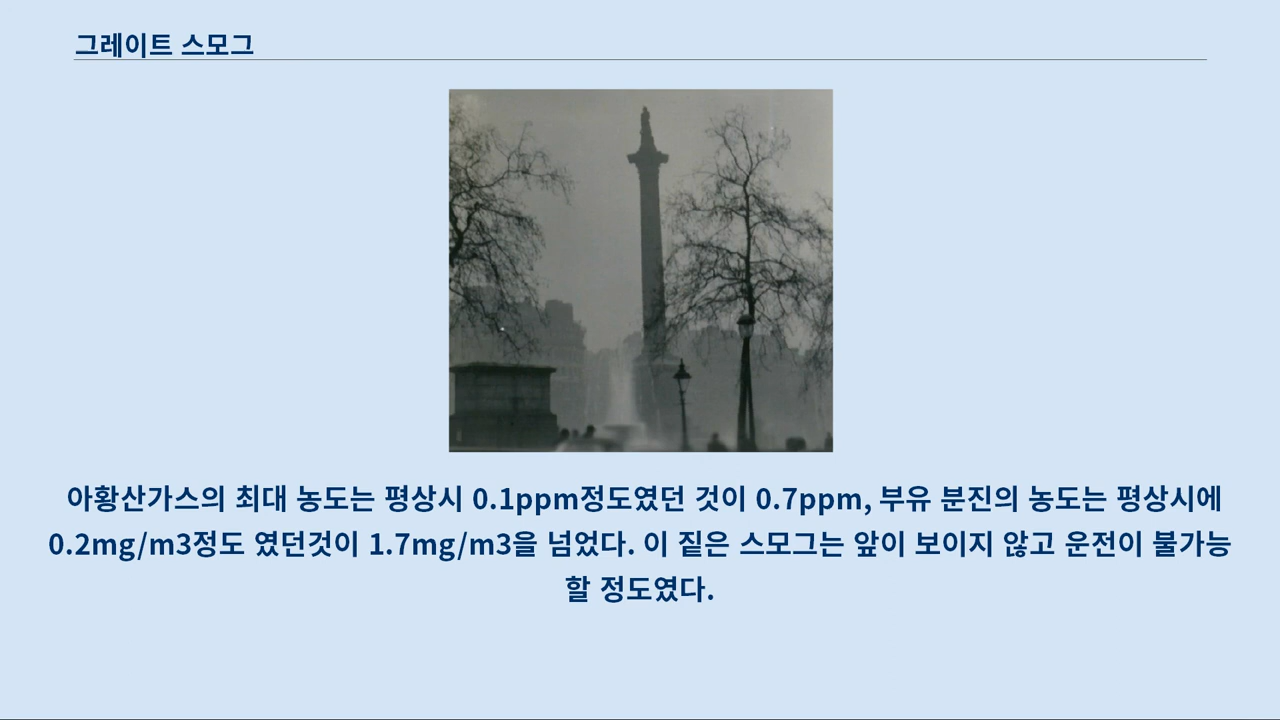 그레이트 스모그
아황산가스의 최대 농도는 평상시 0.1ppm정도였던 것이 0.7ppm, 부유 분진의 농도는 평상시에
0.2mg/m3정도 였던것이 1.7mg/m3을 넘었다. 이 짙은 스모그는 앞이 보이지 않고 운전이 불가능
할 정도였다.